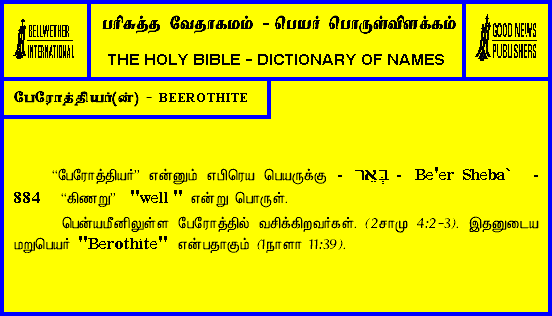 BELLWETHER
INTERNATIONAL
பரிசுத்த வேதாகமம் - பெயர் பொருள்விளக்கம்
THE HOLY BIBLE - DICTIONARY OF NAMES
GOOD NEWS
PUBLISHERS
பேரோத்தியர்(ன்) - BEEROTHITE
“பேரோத்தியர்” என்னும் எபிரெய பெயருக்கு - בְּאֵר - Be'er Sheba` -
884 “கிணறு” "well " என்று பொருள்.
பென்யமீனிலுள்ள பேரோத்தில் வசிக்கிறவர்கள். (2சாமு 4:2-3). இதனுடைய
மறுபெயர் "Berothite" என்பதாகும் (1நாளா 11:39).